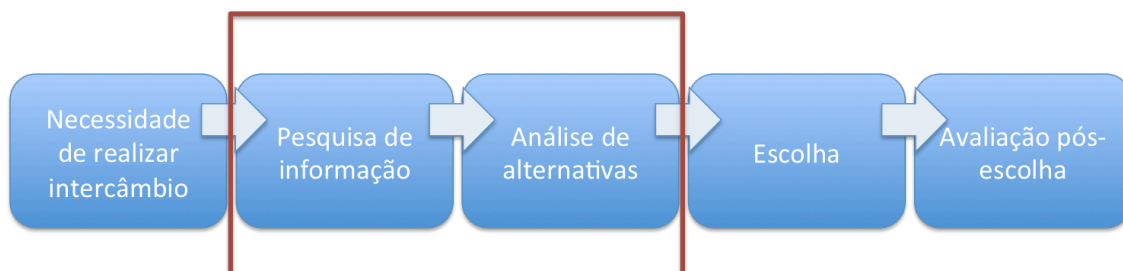 Necessidade
de realizar
intercâmbio
Pesquisa de
informação
Análise de
alternativas
Escolha
Avaliação pós-
escolha